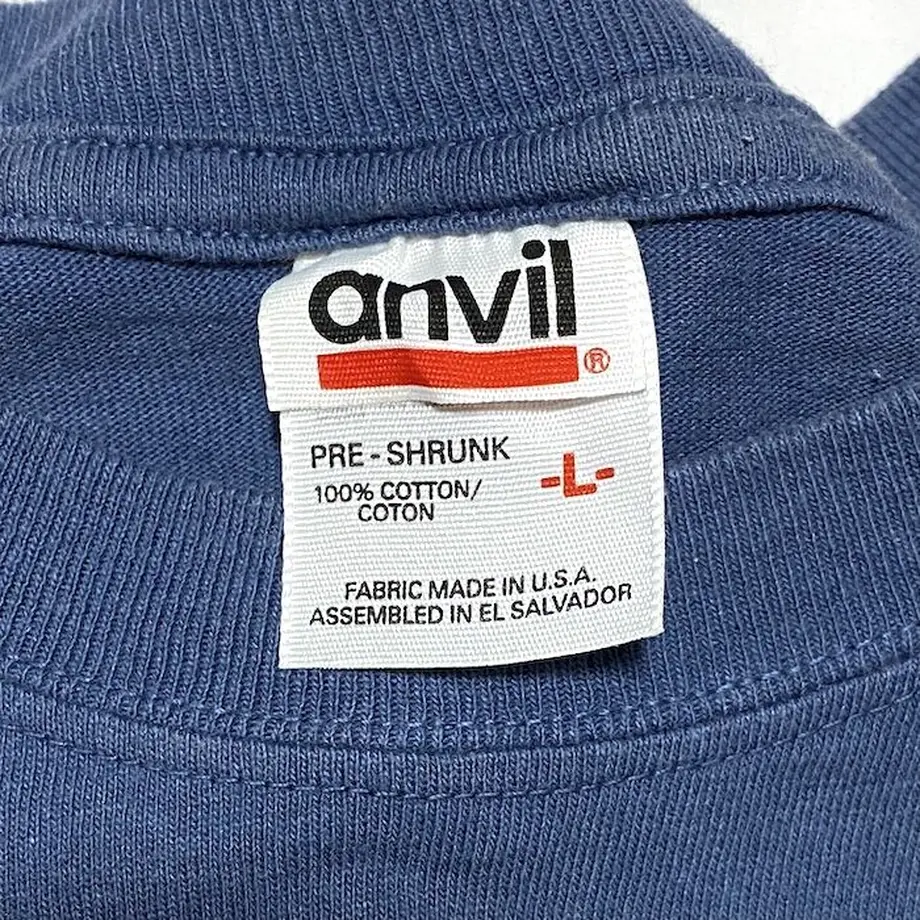 anvil
®
PRE-SHRUNK
-L-
100% COTTON/
COTON
FABRIC MADE IN U.S.A.
ASSEMBLED IN EL SALVADOR